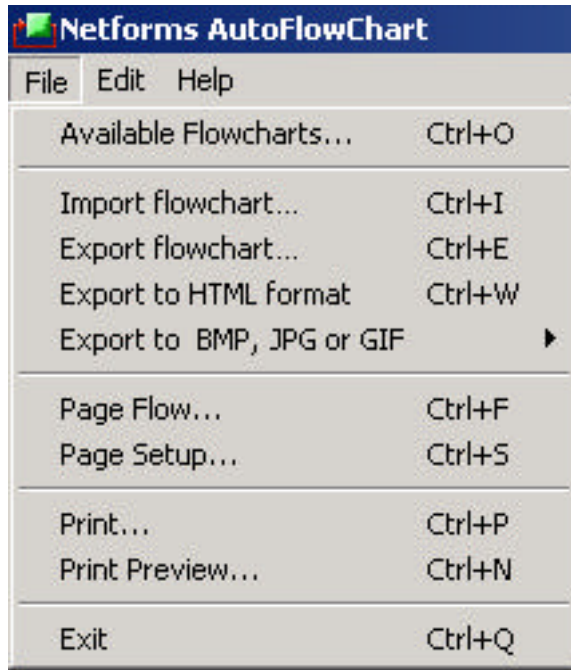 Netforms AutoFlowChart
File Edit Help
Available Flowcharts... Ctrl+O
Import flowchart... Ctrl+I
Export flowchart... Ctrl+E
Export to HTML format Ctrl+W
Export to BMP, JPG or GIF
Page Flow... Ctrl+F
Page Setup... Ctrl+S
Print... Ctrl+P
Print Preview... Ctrl+N
Exit Ctrl+Q